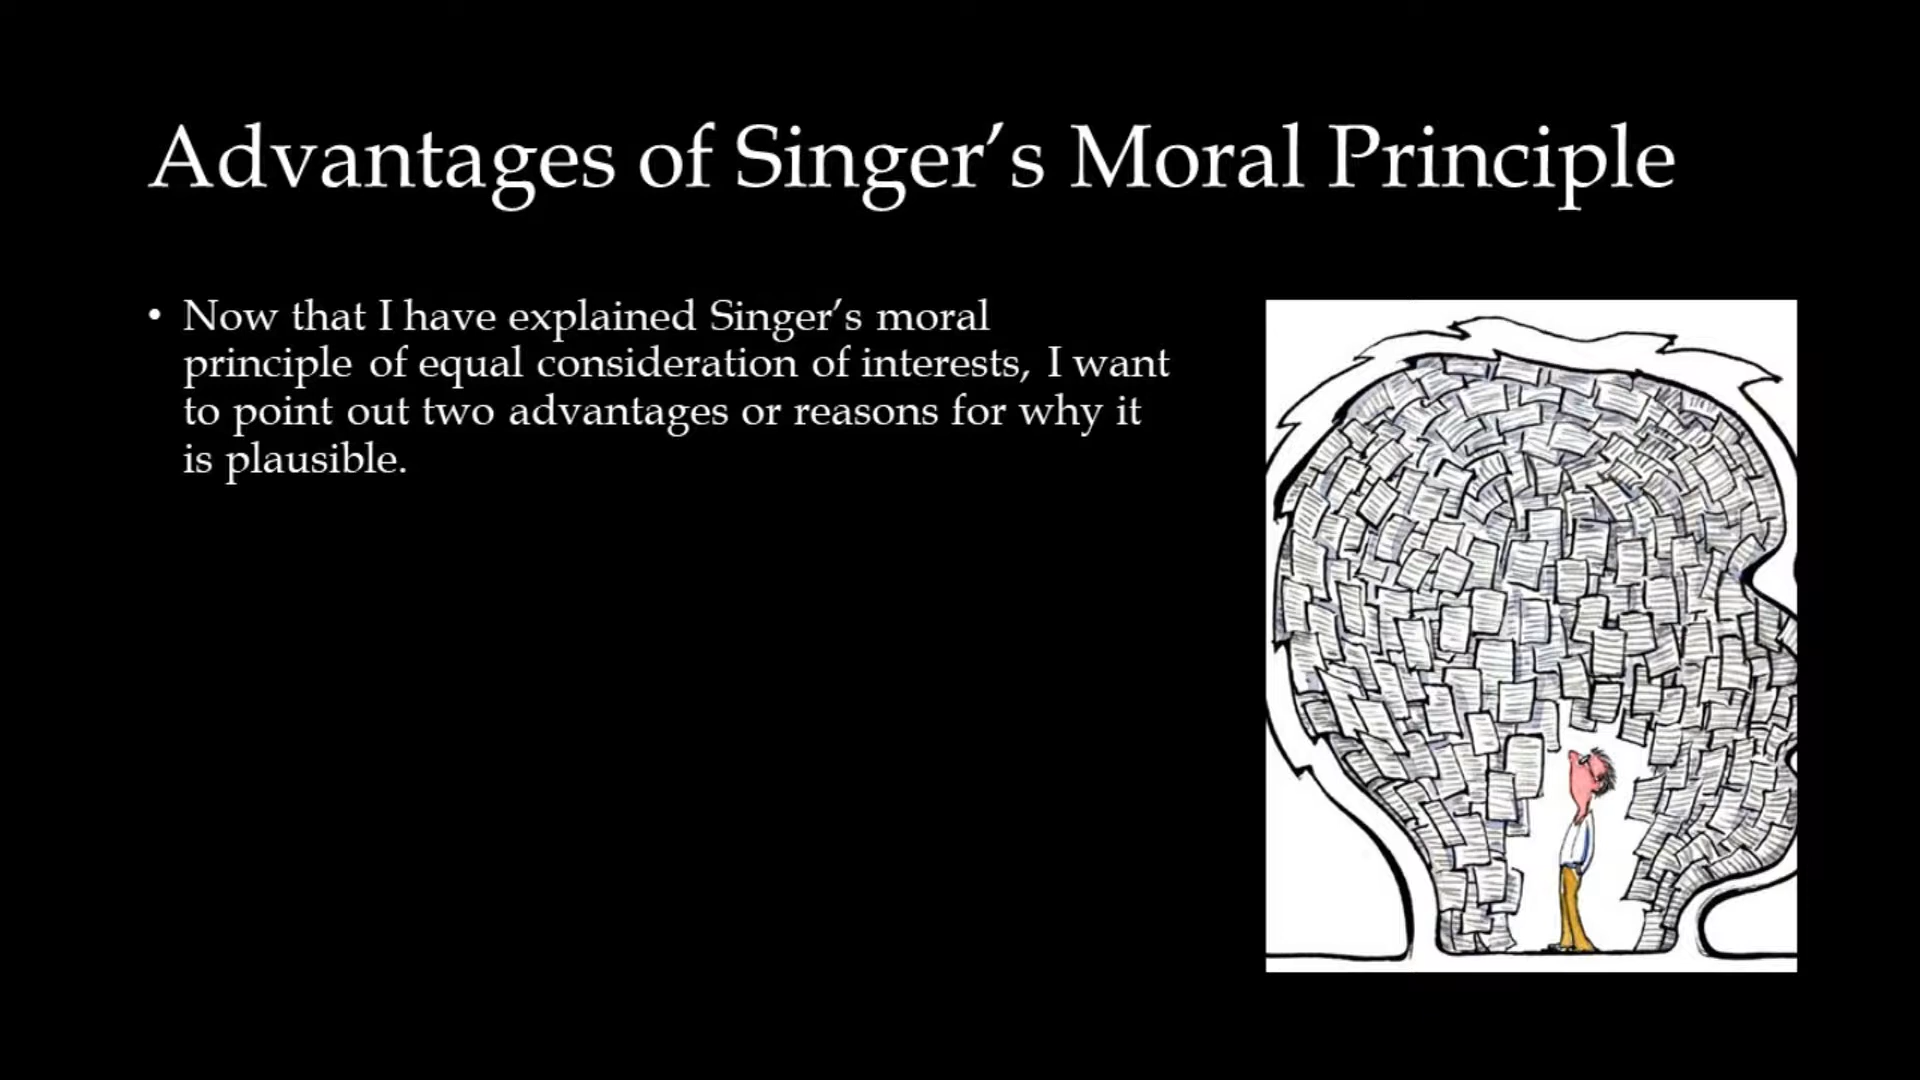 Advantages of Singer’s Moral Principle
• Now that I have explained Singer’s moral
principle of equal consideration of interests, I want
to point out two advantages or reasons for why it
is plausible.